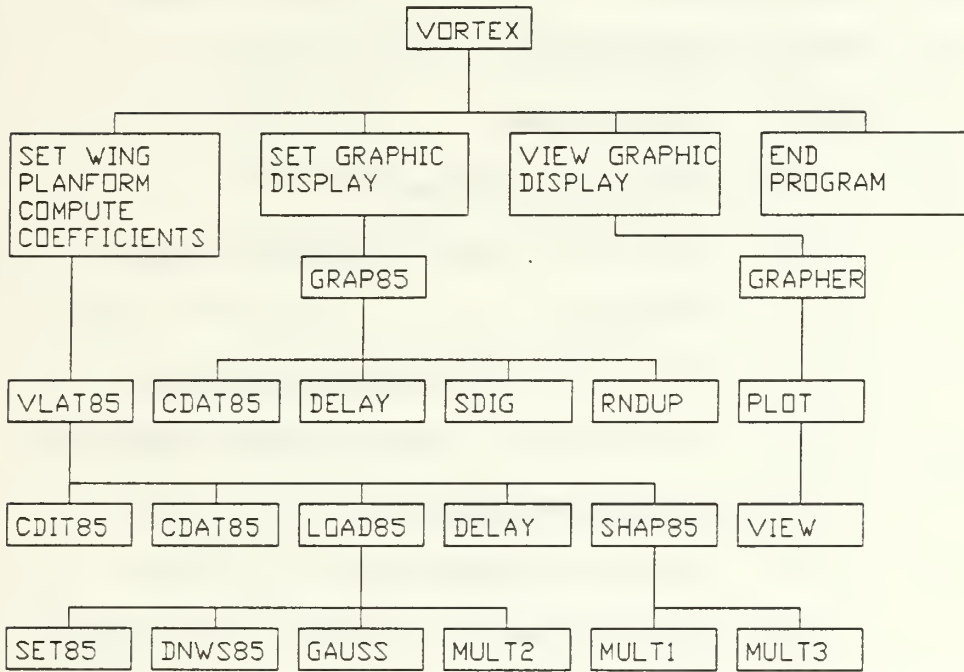 VORTEX
SET WING
PLANFORM
COMPUTE
COEFFICIENTS
SET GRAPHIC
DISPLAY
VIEW GRAPHIC
DISPLAY
END
PROGRAM
GRAP85
GRAPHER
VLAT85
CDAT85
DELAY
SDIG
RNDUP
PLOT
CDIT85
CDAT85
LOAD85
DELAY
SHAP85
VIEW
SET85
DNWS85
GAUSS
MULT2
MULT1
MULT3